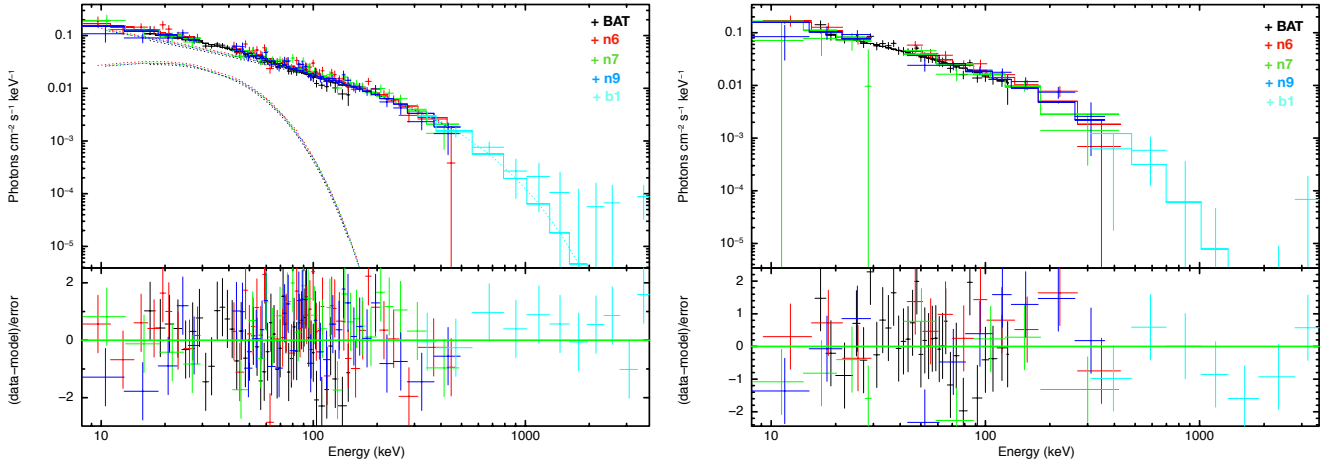 0.1
0.01
10⁻³
10⁻⁴
10⁻⁵
Photons cm⁻² s⁻¹ keV⁻¹
+ BAT
+ n6
+ n7
+ n9
+ b1
2
0
−2
(data−model)/error
10 100 1000
Energy (keV)
0.1
0.01
10⁻³
10⁻⁴
10⁻⁵
Photons cm⁻² s⁻¹ keV⁻¹
+ BAT
+ n6
+ n7
+ n9
+ b1
2
1
0
−1
−2
(data−model)/error
10 100 1000
Energy (keV)